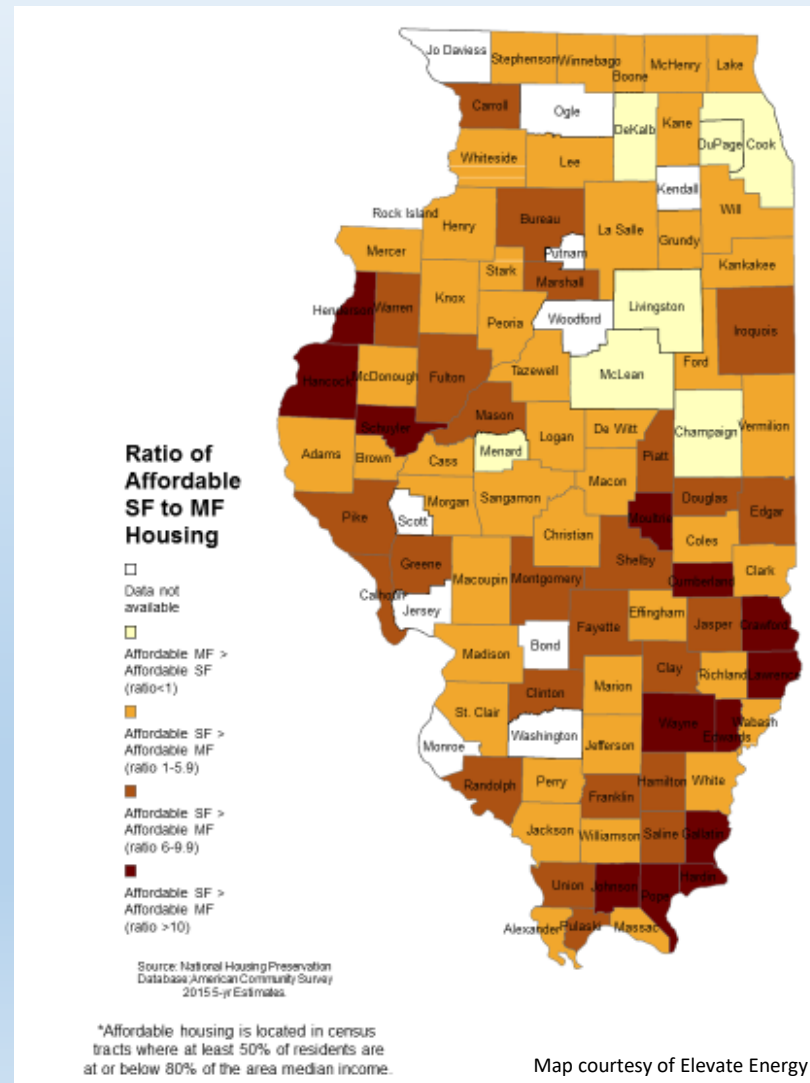 Jo Daviess
Stephenson
Winnebago
Boone
McHenry
Lake
Carroll
Ogle
DeKalb
Kane
DuPage
Cook
Whiteside
Lee
Kendall
Will
Rock Island
Henry
Bureau
La Salle
Grundy
Mercer
Putnam
Kankakee
Stark
Marshall
Henderson
Warren
Knox
Peoria
Woodford
Livingston
Iroquois
Hancock
McDonough
Fulton
Tazewell
McLean
Ford
Schuyler
Mason
Logan
De Witt
Champaign
Vermilion
Adams
Brown
Cass
Menard
Piatt
Macon
Pike
Scott
Morgan
Sangamon
Christian
Moultrie
Douglas
Edgar
Coles
Greene
Macoupin
Montgomery
Shelby
Cumberland
Clark
Calhoun
Jersey
Bond
Fayette
Effingham
Jasper
Crawford
Madison
Clay
Richland
Lawrence
Clinton
Marion
St. Clair
Wayne
Edwards
Wabash
Monroe
Washington
Jefferson
Randolph
Perry
Franklin
Hamilton
White
Jackson
Williamson
Saline
Gallatin
Union
Johnson
Pope
Hardin
Alexander
Pulaski
Massac
Ratio of
Affordable
SF to MF
Housing
Data not
available
Affordable MF >
Affordable SF
(ratio<1)
Affordable SF >
Affordable MF
(ratio 1-5.9)
Affordable SF >
Affordable MF
(ratio 6-9.9)
Affordable SF >
Affordable MF
(ratio >10)
Source: National Housing Preservation
Database;American Community Survey
2015 5-yr Estimates.
*Affordable housing is located in census
tracts where at least 50% of residents are
at or below 80% of the area median income.
Map courtesy of Elevate Energy